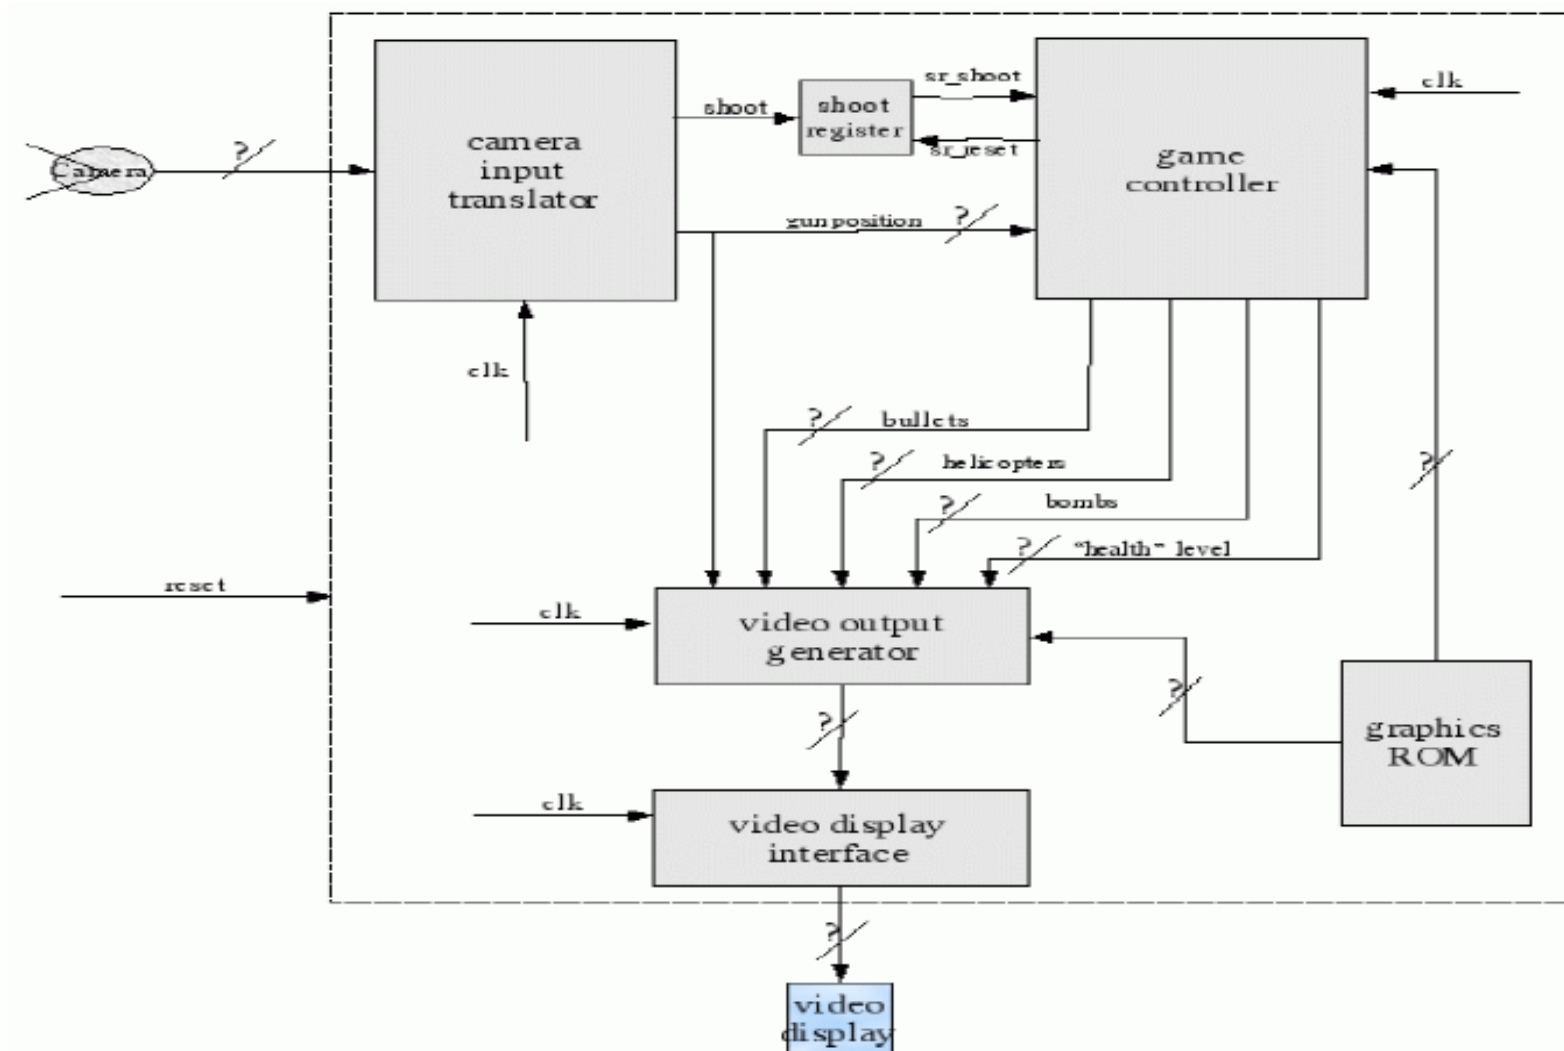 camera
input
translator
shoot
shoot
register
sr_shoot
sr_reset
game
controller
clk
Camera
?
gunposition
?
clk
?
bullets
?
helicopters
?
bombs
?
"health" level
?
reset
clk
video output
generator
?
?
graphics
ROM
clk
video display
interface
?
video
display